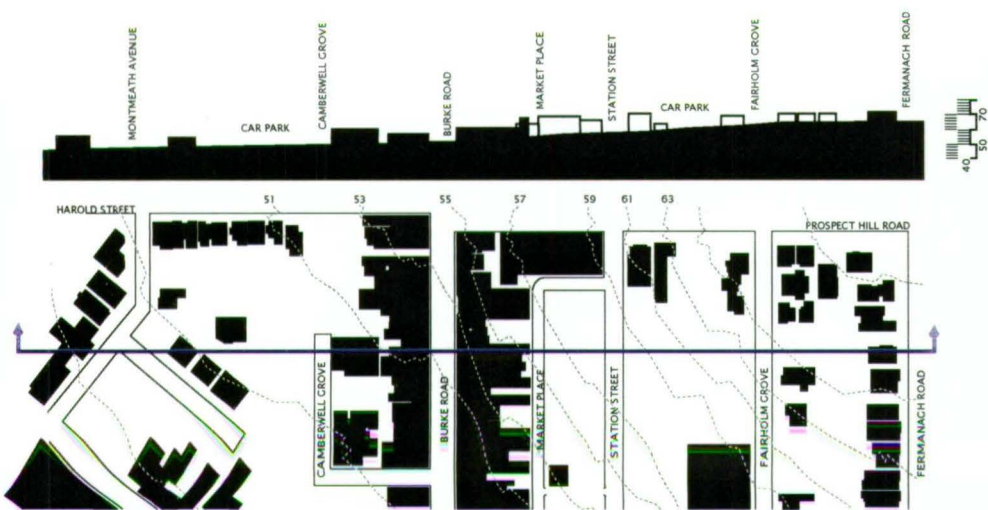 MONTMEATH AVENUE
CAR PARK
CAMBERWELL GROVE
BURKE ROAD
MARKET PLACE
STATION STREET
CAR PARK
FAIRHOLM GROVE
FERMANAGH ROAD
70
50
40
HAROLD STREET
51
53
55
57
59
61
63
PROSPECT HILL ROAD
CAMBERWELL GROVE
BURKE ROAD
MARKET PLACE
STATION STREET
FAIRHOLM GROVE
FERMANAGH ROAD